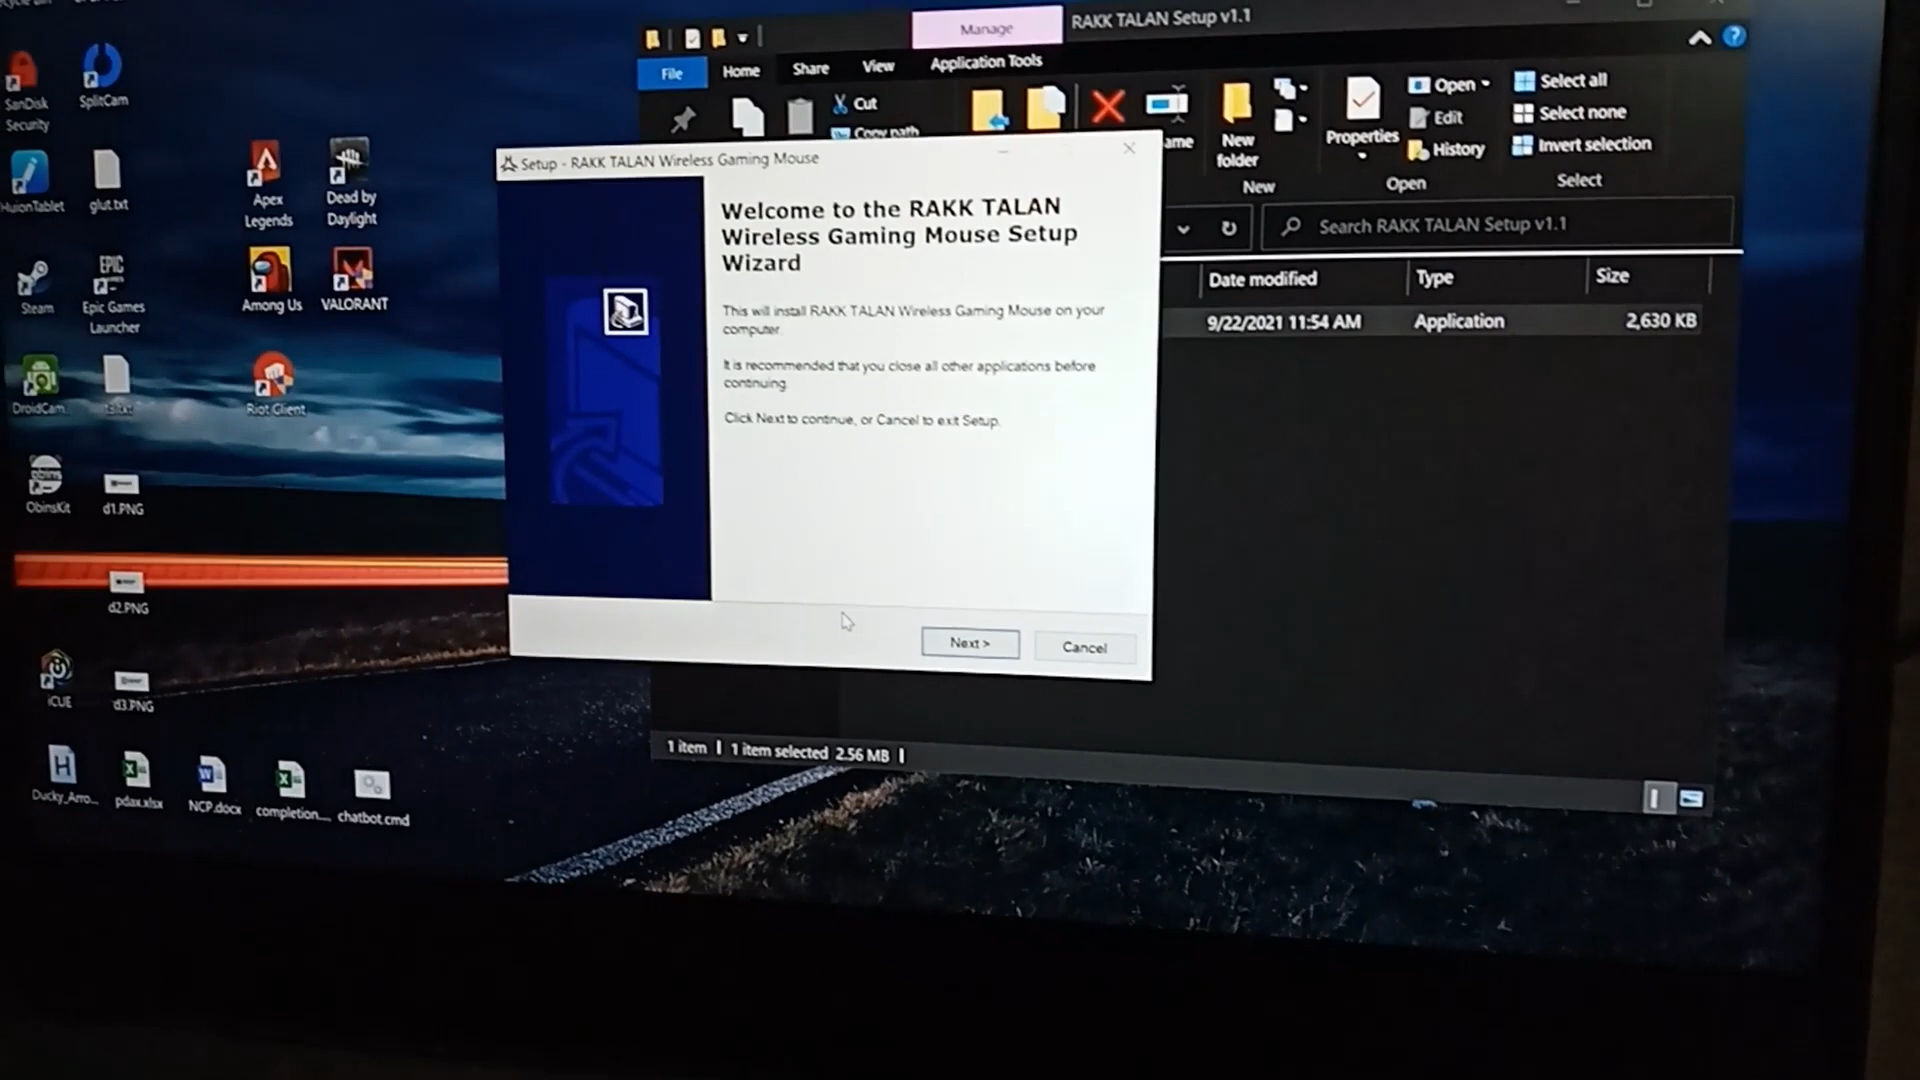 Manage
RAKK TALAN Setup v1.1
File
Home
Share
View
Application Tools
Cut
Copy path
ame
New
folder
Properties
Open
Edit
History
Select all
Select none
Invert selection
New
Open
Select
Search RAKK TALAN Setup v1.1
Date modified
Type
Size
9/22/2021 11:54 AM
Application
2,630 KB
1 item
1 item selected 2.56 MB
Setup - RAKK TALAN Wireless Gaming Mouse
Welcome to the RAKK TALAN
Wireless Gaming Mouse Setup
Wizard
This will install RAKK TALAN Wireless Gaming Mouse on your
computer.
It is recommended that you close all other applications before
continuing.
Click Next to continue, or Cancel to exit Setup.
Next >
Cancel
SanDisk
Security
SplitCam
HuionTablet
glut.txt
Apex
Legends
Dead by
Daylight
Steam
EPIC
GAMES
Epic Games
Launcher
Among Us
VALORANT
DroidCam...
Riot Client
obins
ObinsKit
d1.PNG
d2.PNG
iCUE
d3.PNG
Ducky_Arro...
pdax.xlsx
NCP.docx
completion....
chatbot.cmd